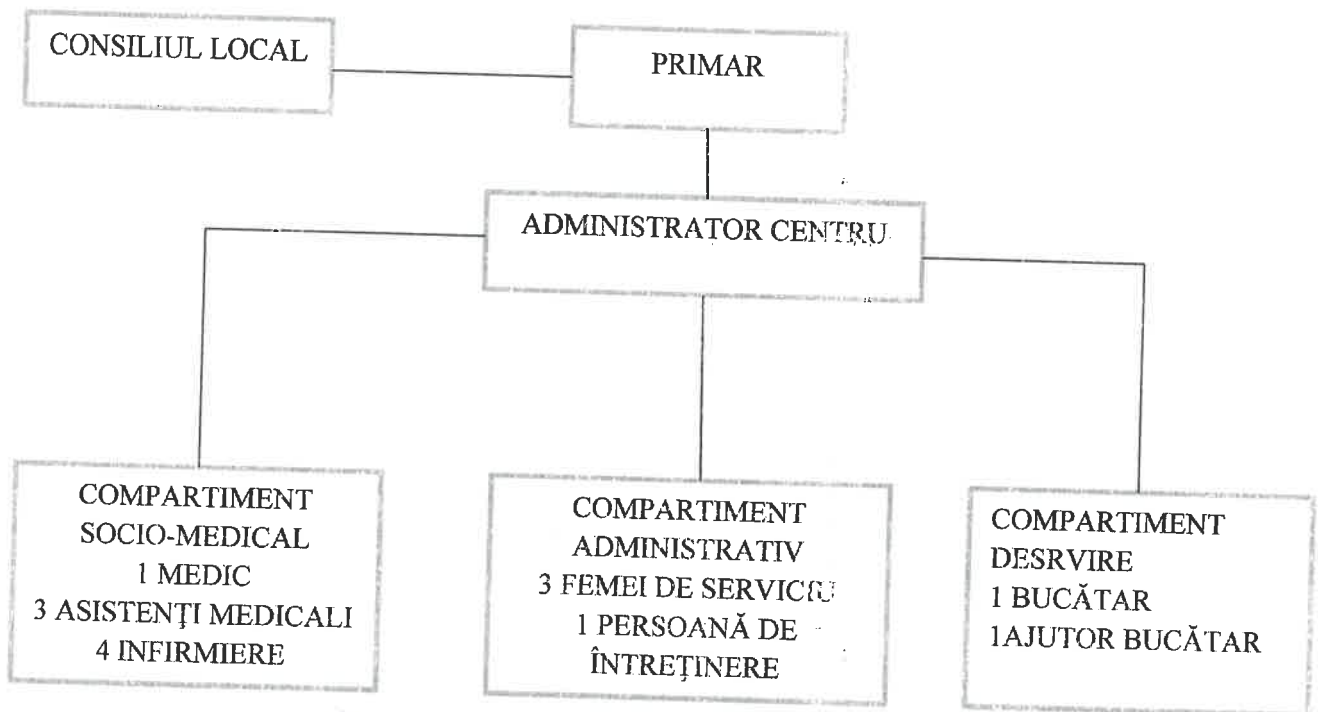 CONSILIUL LOCAL
PRIMAR
ADMINISTRATOR CENTRU
COMPARTIMENT
SOCIO-MEDICAL
1 MEDIC
3 ASISTENŢI MEDICALI
4 INFIRMIERE
COMPARTIMENT
ADMINISTRATIV
3 FEMEI DE SERVICIU
1 PERSOANĂ DE
ÎNTREŢINERE
COMPARTIMENT
DESRVIRE
1 BUCĂTAR
1AJUTOR BUCĂTAR